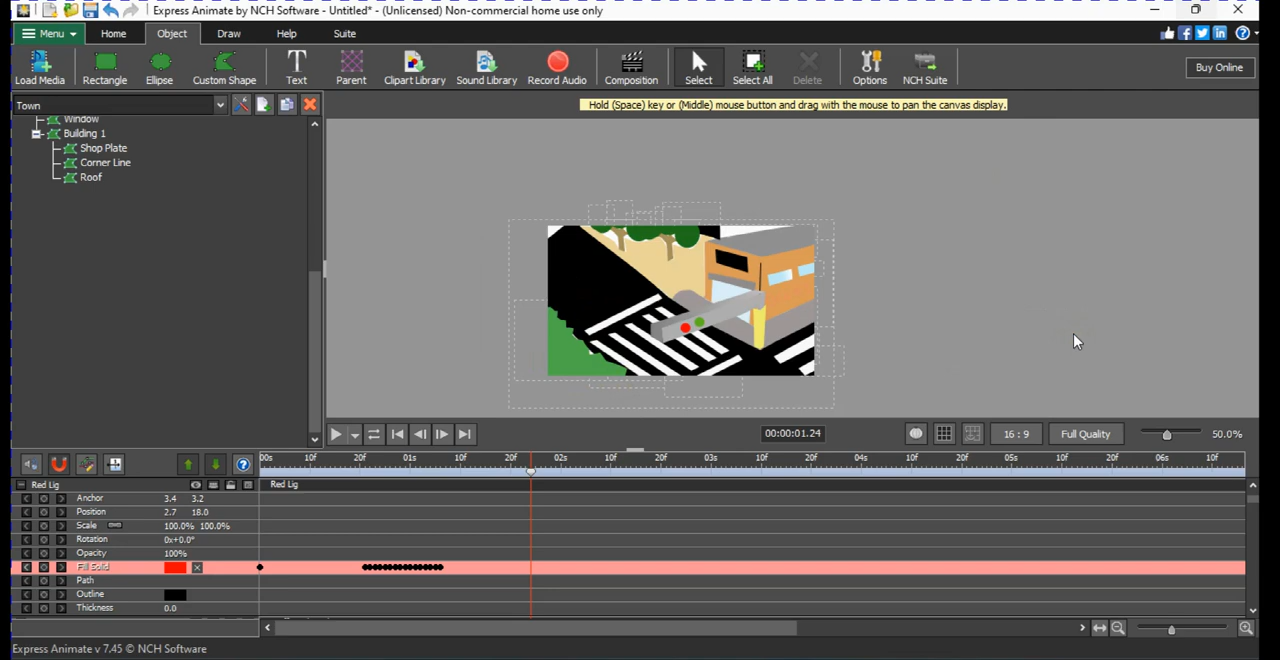 Express Animate by NCH Software - Untitled* - (Unlicensed) Non-commercial home use only
Menu Home Object Draw Help Suite
Load Media Rectangle Ellipse Custom Shape Text Parent Clipart Library Sound Library Record Audio Composition Select Select All Delete Options NCH Suite Buy Online
Town
Hold (Space) key or (Middle) mouse button and drag with the mouse to pan the canvas display.
Window
Building 1
Shop Plate
Corner Line
Roof
00:00:01.24 16 : 9 Full Quality 50.0%
00s 10f 20f 01s 10f 20f 02s 10f 20f 03s 10f 20f 04s 10f 20f 05s 10f 20f 06s 10f
Red Lig Red Lig
Anchor 3.4 3.2
Position 2.7 18.0
Scale 100.0% 100.0%
Rotation 0x+0.0°
Opacity 100%
Fill Solid
Path
Outline
Thickness 0.0
Express Animate v 7.45 © NCH Software